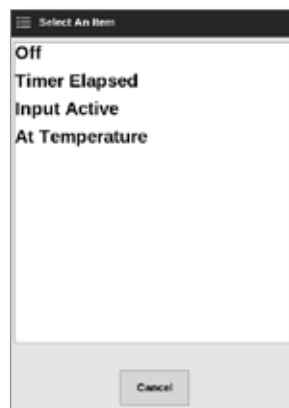 Select An Item
Off
Timer Elapsed
Input Active
At Temperature
Cancel